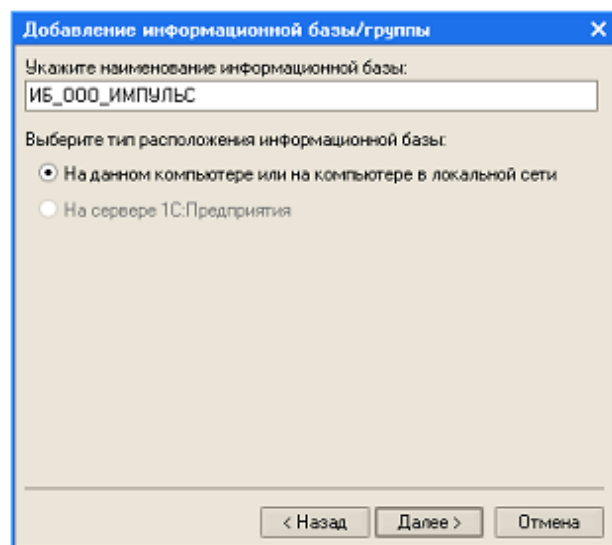 Добавление информационной базы/группы
Укажите наименование информационной базы:
ИБ_ООО_ИМПУЛЬС
Выберите тип расположения информационной базы:
На данном компьютере или на компьютере в локальной сети
На сервере 1С:Предприятия
< Назад
Далее >
Отмена